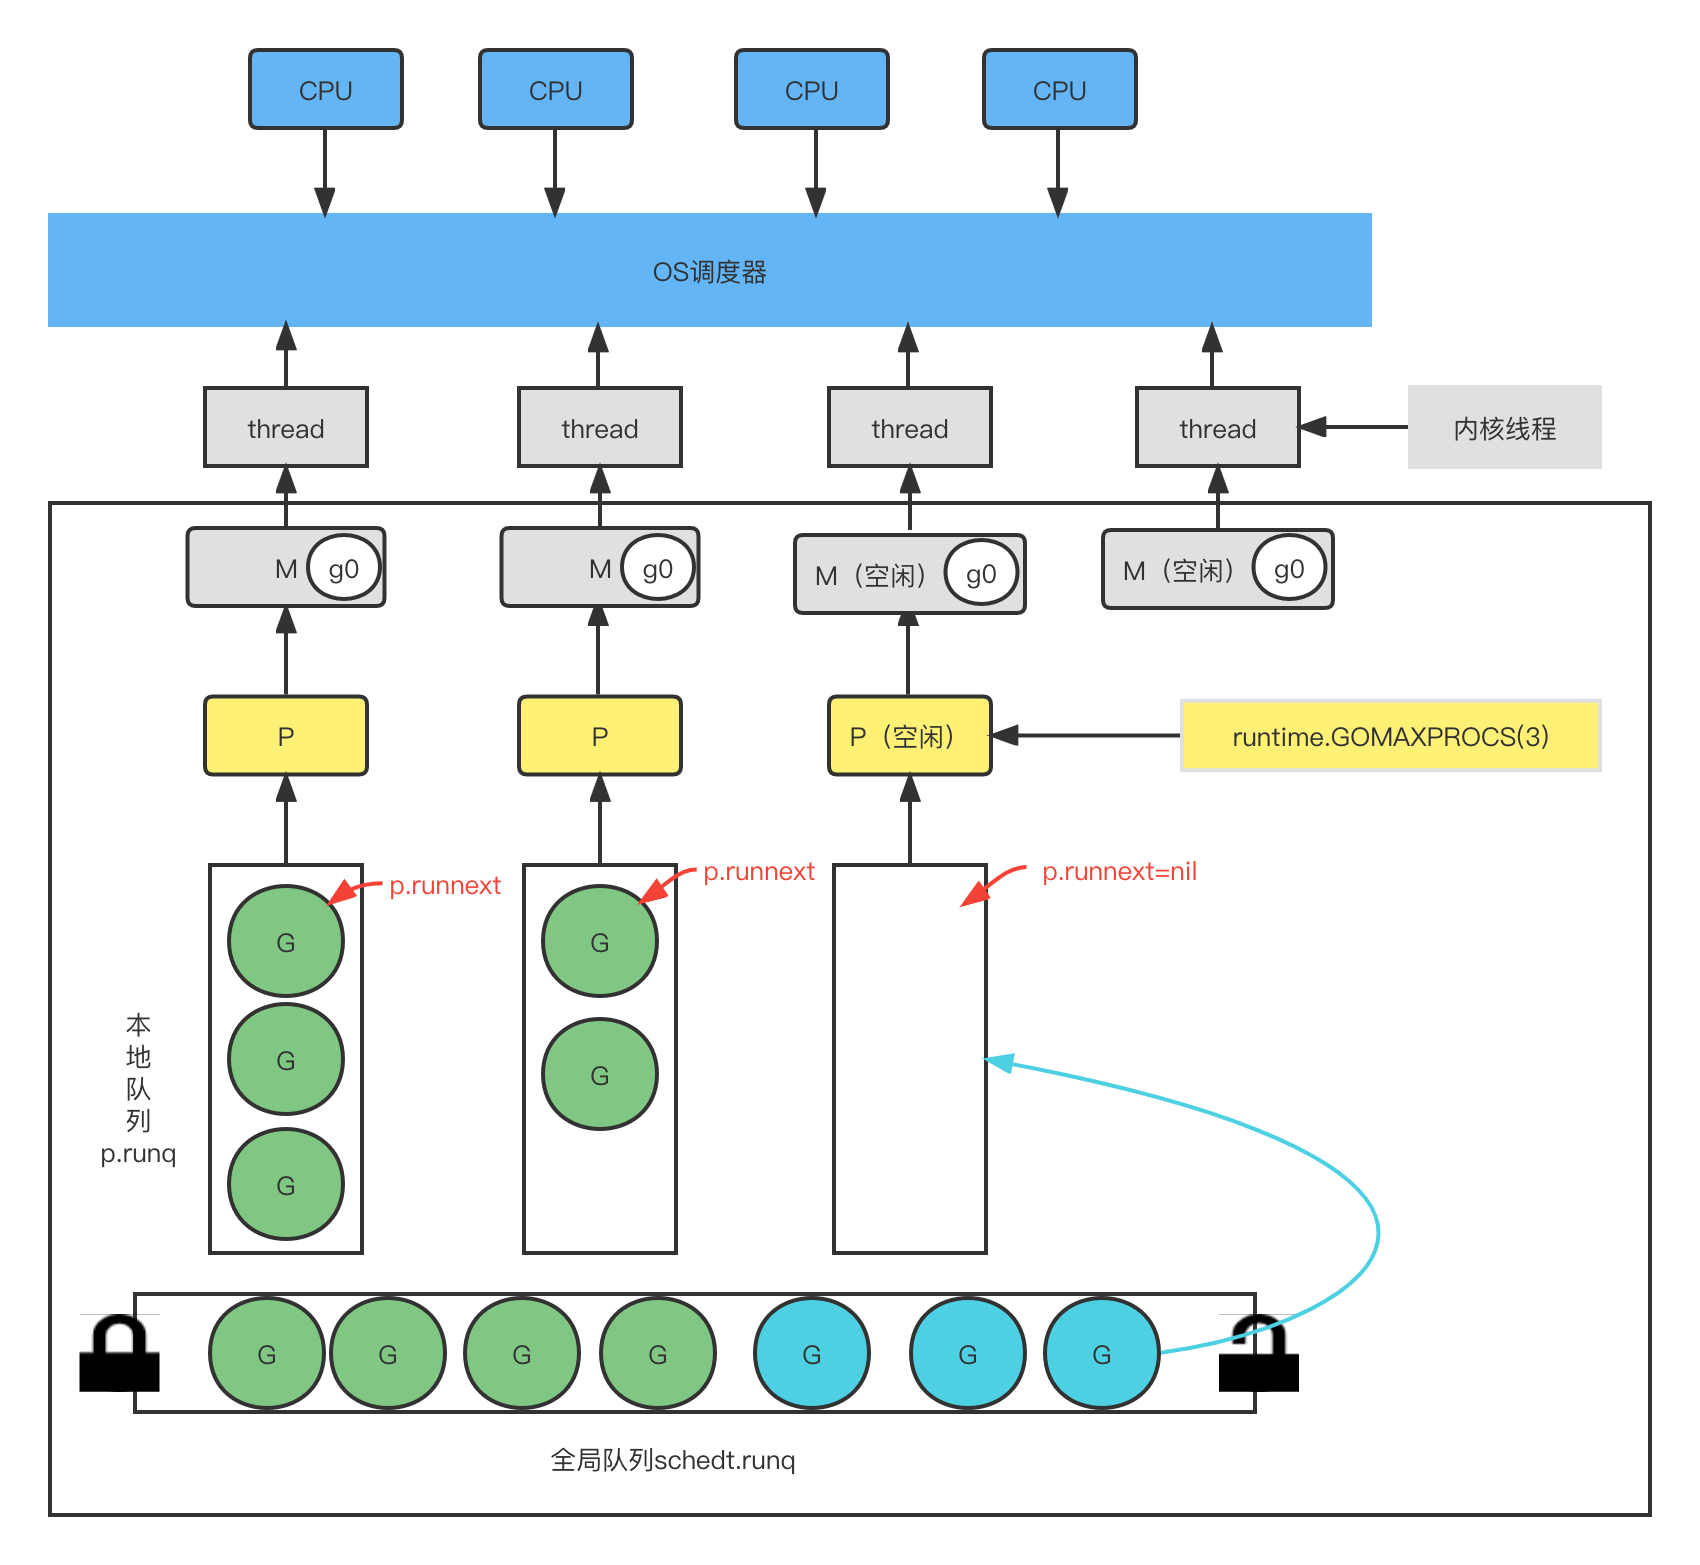 CPU
CPU
CPU
CPU
OS调度器
thread
thread
thread
thread
内核线程
M
g0
M
g0
M（空闲）
g0
M（空闲）
g0
P
P
P（空闲）
runtime.GOMAXPROCS(3)
p.runnext
p.runnext
p.runnext=nil
G
G
G
G
G
本
地
队
列
p.runq
G
G
G
G
G
G
G
全局队列schedt.runq